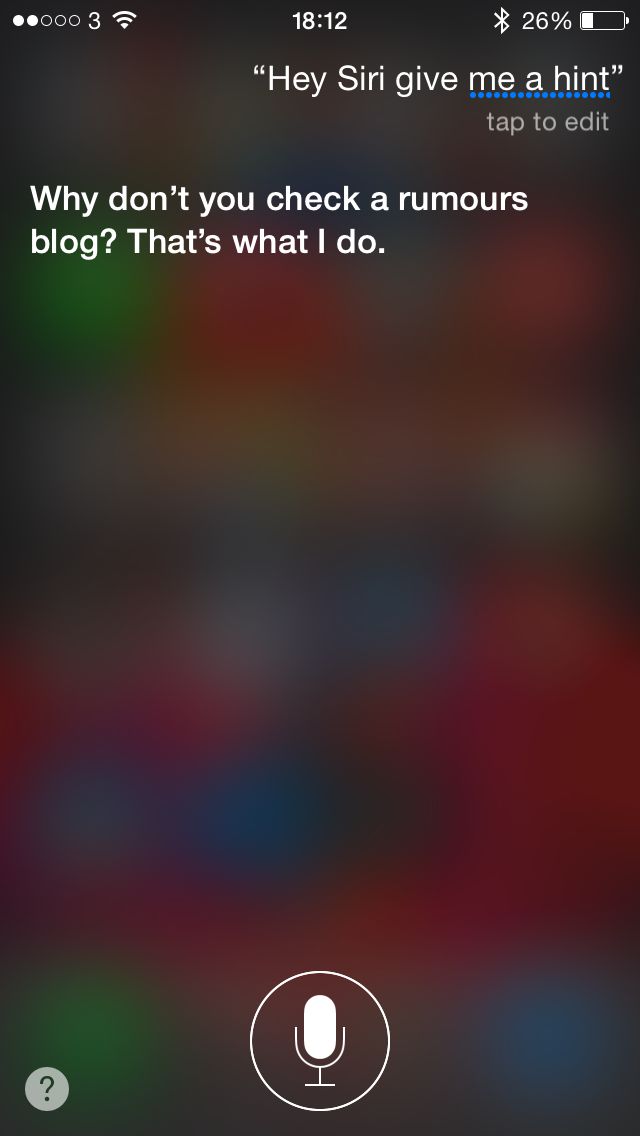 3 18:12 26%
“Hey Siri give me a hint”
tap to edit
Why don’t you check a rumours
blog? That’s what I do.
?